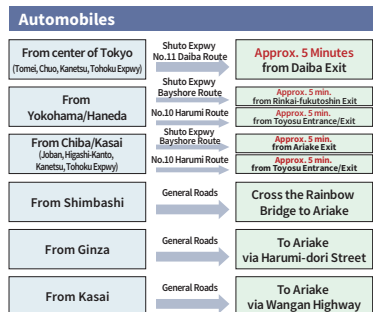 Automobiles
From center of Tokyo
(Tomei, Chuo, Kanetsu, Tohoku Expwy)
Shuto Expwy
No.11 Daiba Route
Approx. 5 Minutes
from Daiba Exit
From
Yokohama/Haneda
Shuto Expwy
Bayshore Route
Approx. 5 min.
from Rinkai-fukutoshin Exit
No.10 Harumi Route
Approx. 5 min.
from Toyosu Entrance/Exit
From Chiba/Kasai
(Joban, Higashi-Kanto,
Kanetsu, Tohoku Expwy)
Shuto Expwy
Bayshore Route
Approx. 5 min.
from Ariake Exit
No.10 Harumi Route
Approx. 5 min.
from Toyosu Entrance/Exit
From Shimbashi
General Roads
Cross the Rainbow
Bridge to Ariake
From Ginza
General Roads
To Ariake
via Harumi-dori Street
From Kasai
General Roads
To Ariake
via Wangan Highway